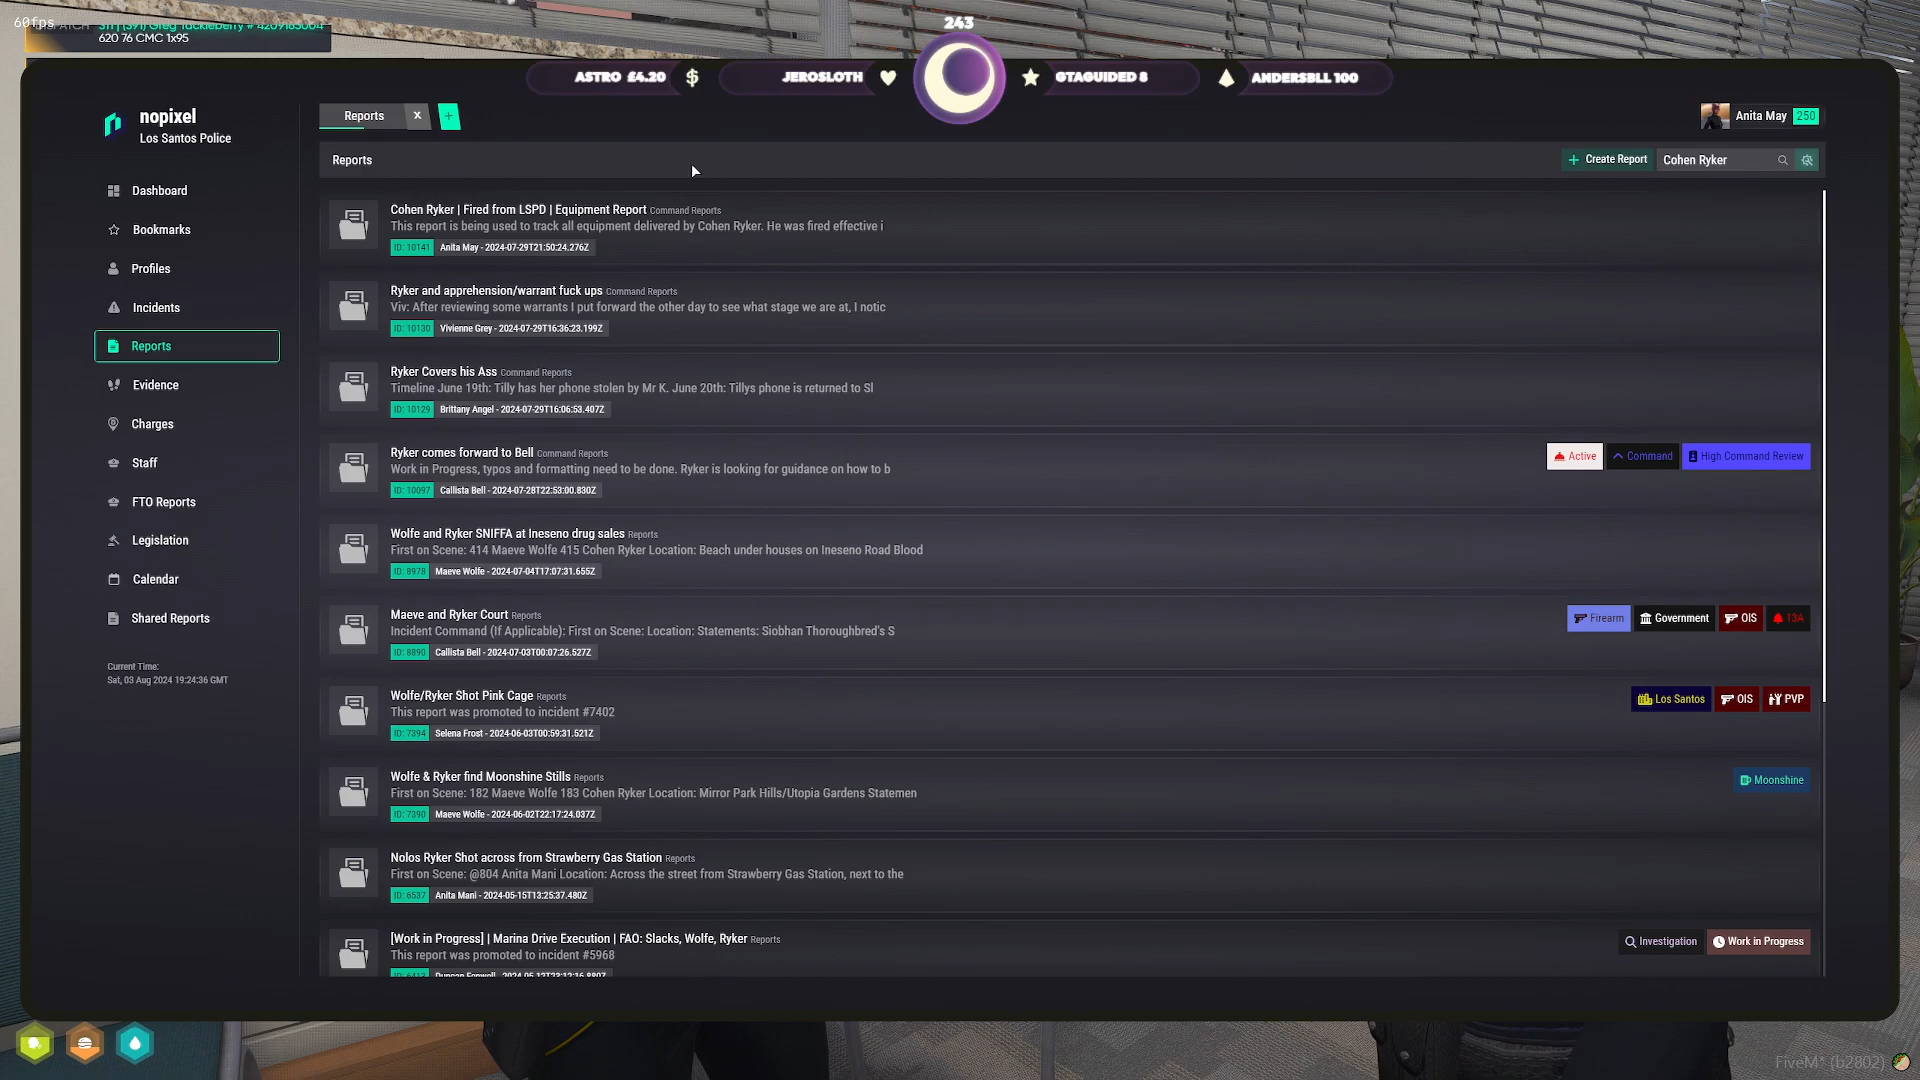 60fps
243
620 76 CMC 1x95
ASTRO £4.20
JEROSLOTH
GTAGUIDED 8
ANDERSBLL 100
nopixel
Los Santos Police
Reports
x
+
Anita May 250
Reports
Create Report
Cohen Ryker
Dashboard
Bookmarks
Profiles
Incidents
Reports
Evidence
Charges
Staff
FTO Reports
Legislation
Calendar
Shared Reports
Current Time:
Sat, 03 Aug 2024 19:24:36 GMT
Cohen Ryker | Fired from LSPD | Equipment Report Command Reports
This report is being used to track all equipment delivered by Cohen Ryker. He was fired effective i
ID: 10141 Anita May - 2024-07-29T21:50:24.276Z
Ryker and apprehension/warrant fuck ups Command Reports
Viv: After reviewing some warrants I put forward the other day to see what stage we are at, I notic
ID: 10130 Vivienne Grey - 2024-07-29T16:36:23.199Z
Ryker Covers his Ass Command Reports
Timeline June 19th: Tilly has her phone stolen by Mr K. June 20th: Tillys phone is returned to Sl
ID: 10129 Brittany Angel - 2024-07-29T16:06:53.407Z
Ryker comes forward to Bell Command Reports
Active Command High Command Review
Work in Progress, typos and formatting need to be done. Ryker is looking for guidance on how to b
ID: 10097 Callista Bell - 2024-07-28T22:53:00.830Z
Wolfe and Ryker SNIFFA at Ineseno drug sales Reports
First on Scene: 414 Maeve Wolfe 415 Cohen Ryker Location: Beach under houses on Ineseno Road Blood
ID: 8978 Maeve Wolfe - 2024-07-04T17:07:31.655Z
Maeve and Ryker Court Reports
Firearm Government OIS 13A
Incident Command (If Applicable): First on Scene: Location: Statements: Siobhan Thoroughbred's S
ID: 8890 Callista Bell - 2024-07-03T00:07:26.527Z
Wolfe/Ryker Shot Pink Cage Reports
Los Santos OIS PVP
This report was promoted to incident #7402
ID: 7394 Selena Frost - 2024-06-03T00:59:31.521Z
Wolfe & Ryker find Moonshine Stills Reports
Moonshine
First on Scene: 182 Maeve Wolfe 183 Cohen Ryker Location: Mirror Park Hills/Utopia Gardens Statemen
ID: 7390 Maeve Wolfe - 2024-06-02T22:17:24.037Z
Nolos Ryker Shot across from Strawberry Gas Station Reports
First on Scene: @804 Anita Mani Location: Across the street from Strawberry Gas Station, next to the
ID: 6537 Anita Mani - 2024-05-15T13:25:37.480Z
[Work in Progress] | Marina Drive Execution | FAO: Slacks, Wolfe, Ryker Reports
Investigation Work in Progress
This report was promoted to incident #5968
FiveM* (b2802)